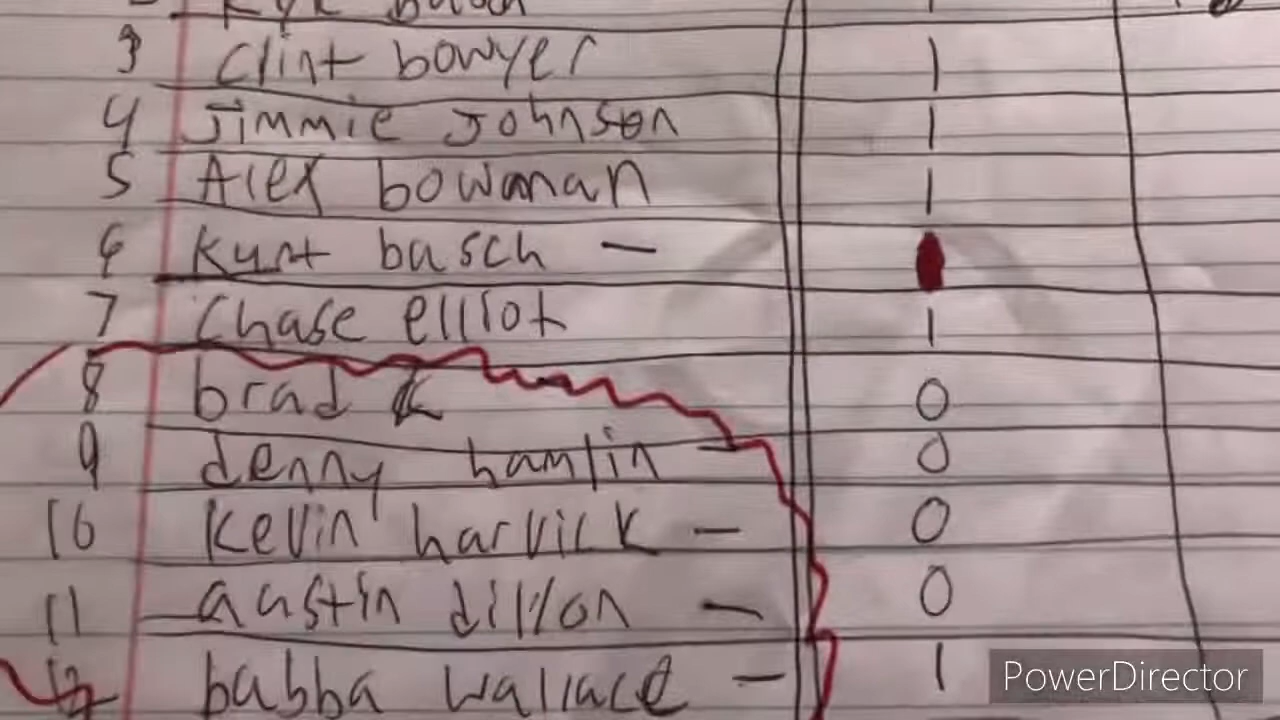 3 Clint bowyer 1
4 Jimmie Johnson 1
5 Alex bowman 1
6 Kurt busch —
7 Chase elliot 1
8 brad K 0
9 denny hamlin — 0
10 Kevin harvick — 0
11 austin dillon — 0
12 bubba wallace — 1
PowerDirector